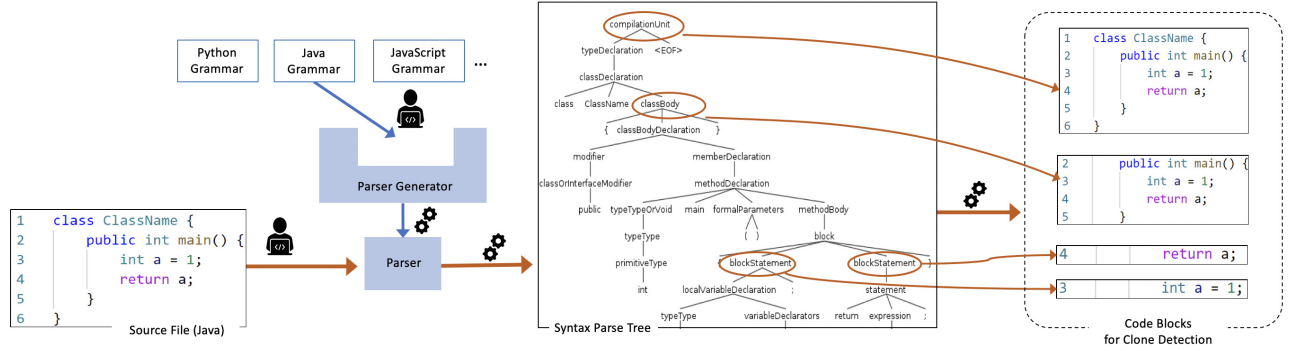 Python
Grammar
Java
Grammar
JavaScript
Grammar
...
</>
Parser Generator
1 class ClassName {
2 public int main() {
3 int a = 1;
4 return a;
5 }
6 }
Source File (Java)
</>
Parser
compilationUnit
typeDeclaration <EOF>
classDeclaration
class ClassName classBody
{ classBodyDeclaration }
modifier memberDeclaration
classOrInterfaceModifier methodDeclaration
public typeTypeOrVoid main formalParameters methodBody
typeType ( ) block
primitiveType { blockStatement blockStatement }
int localVariableDeclaration ; statement
typeType variableDeclarators return expression ;
Syntax Parse Tree
1 class ClassName {
2 public int main() {
3 int a = 1;
4 return a;
5 }
6 }
2 public int main() {
3 int a = 1;
4 return a;
5 }
4 return a;
3 int a = 1;
Code Blocks
for Clone Detection